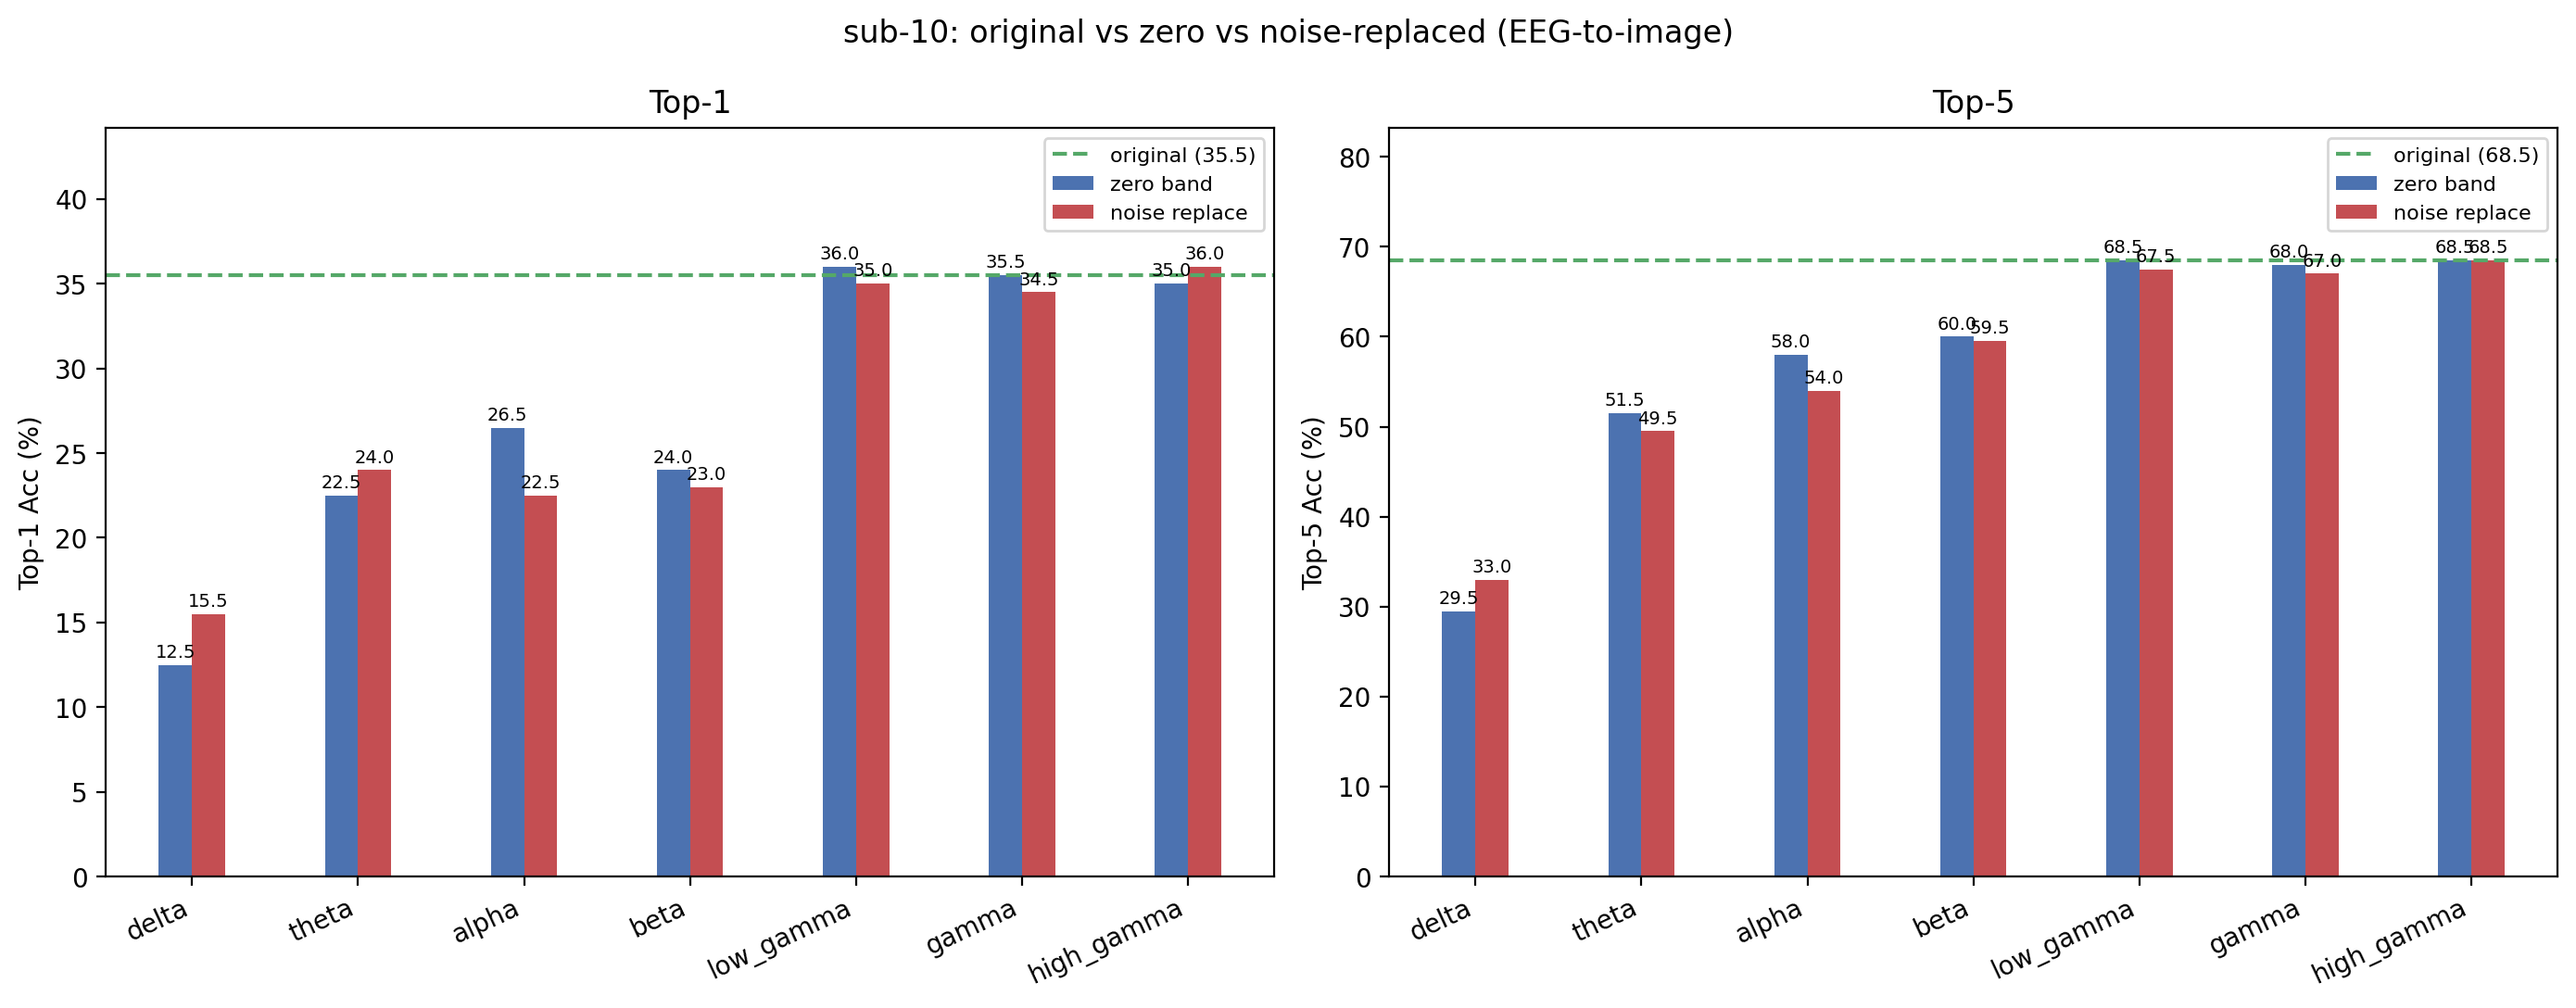 sub-10: original vs zero vs noise-replaced (EEG-to-image)
Top-1
original (35.5)
zero band
noise replace
Top-1 Acc (%)
40
35
30
25
20
15
10
5
0
12.5
15.5
22.5
24.0
26.5
22.5
24.0
23.0
36.0
35.0
35.5
34.5
35.0
36.0
delta
theta
alpha
beta
low_gamma
gamma
high_gamma
Top-5
original (68.5)
zero band
noise replace
Top-5 Acc (%)
80
70
60
50
40
30
20
10
0
29.5
33.0
51.5
49.5
58.0
54.0
60.0
59.5
68.5
67.5
68.0
67.0
68.5
68.5
delta
theta
alpha
beta
low_gamma
gamma
high_gamma